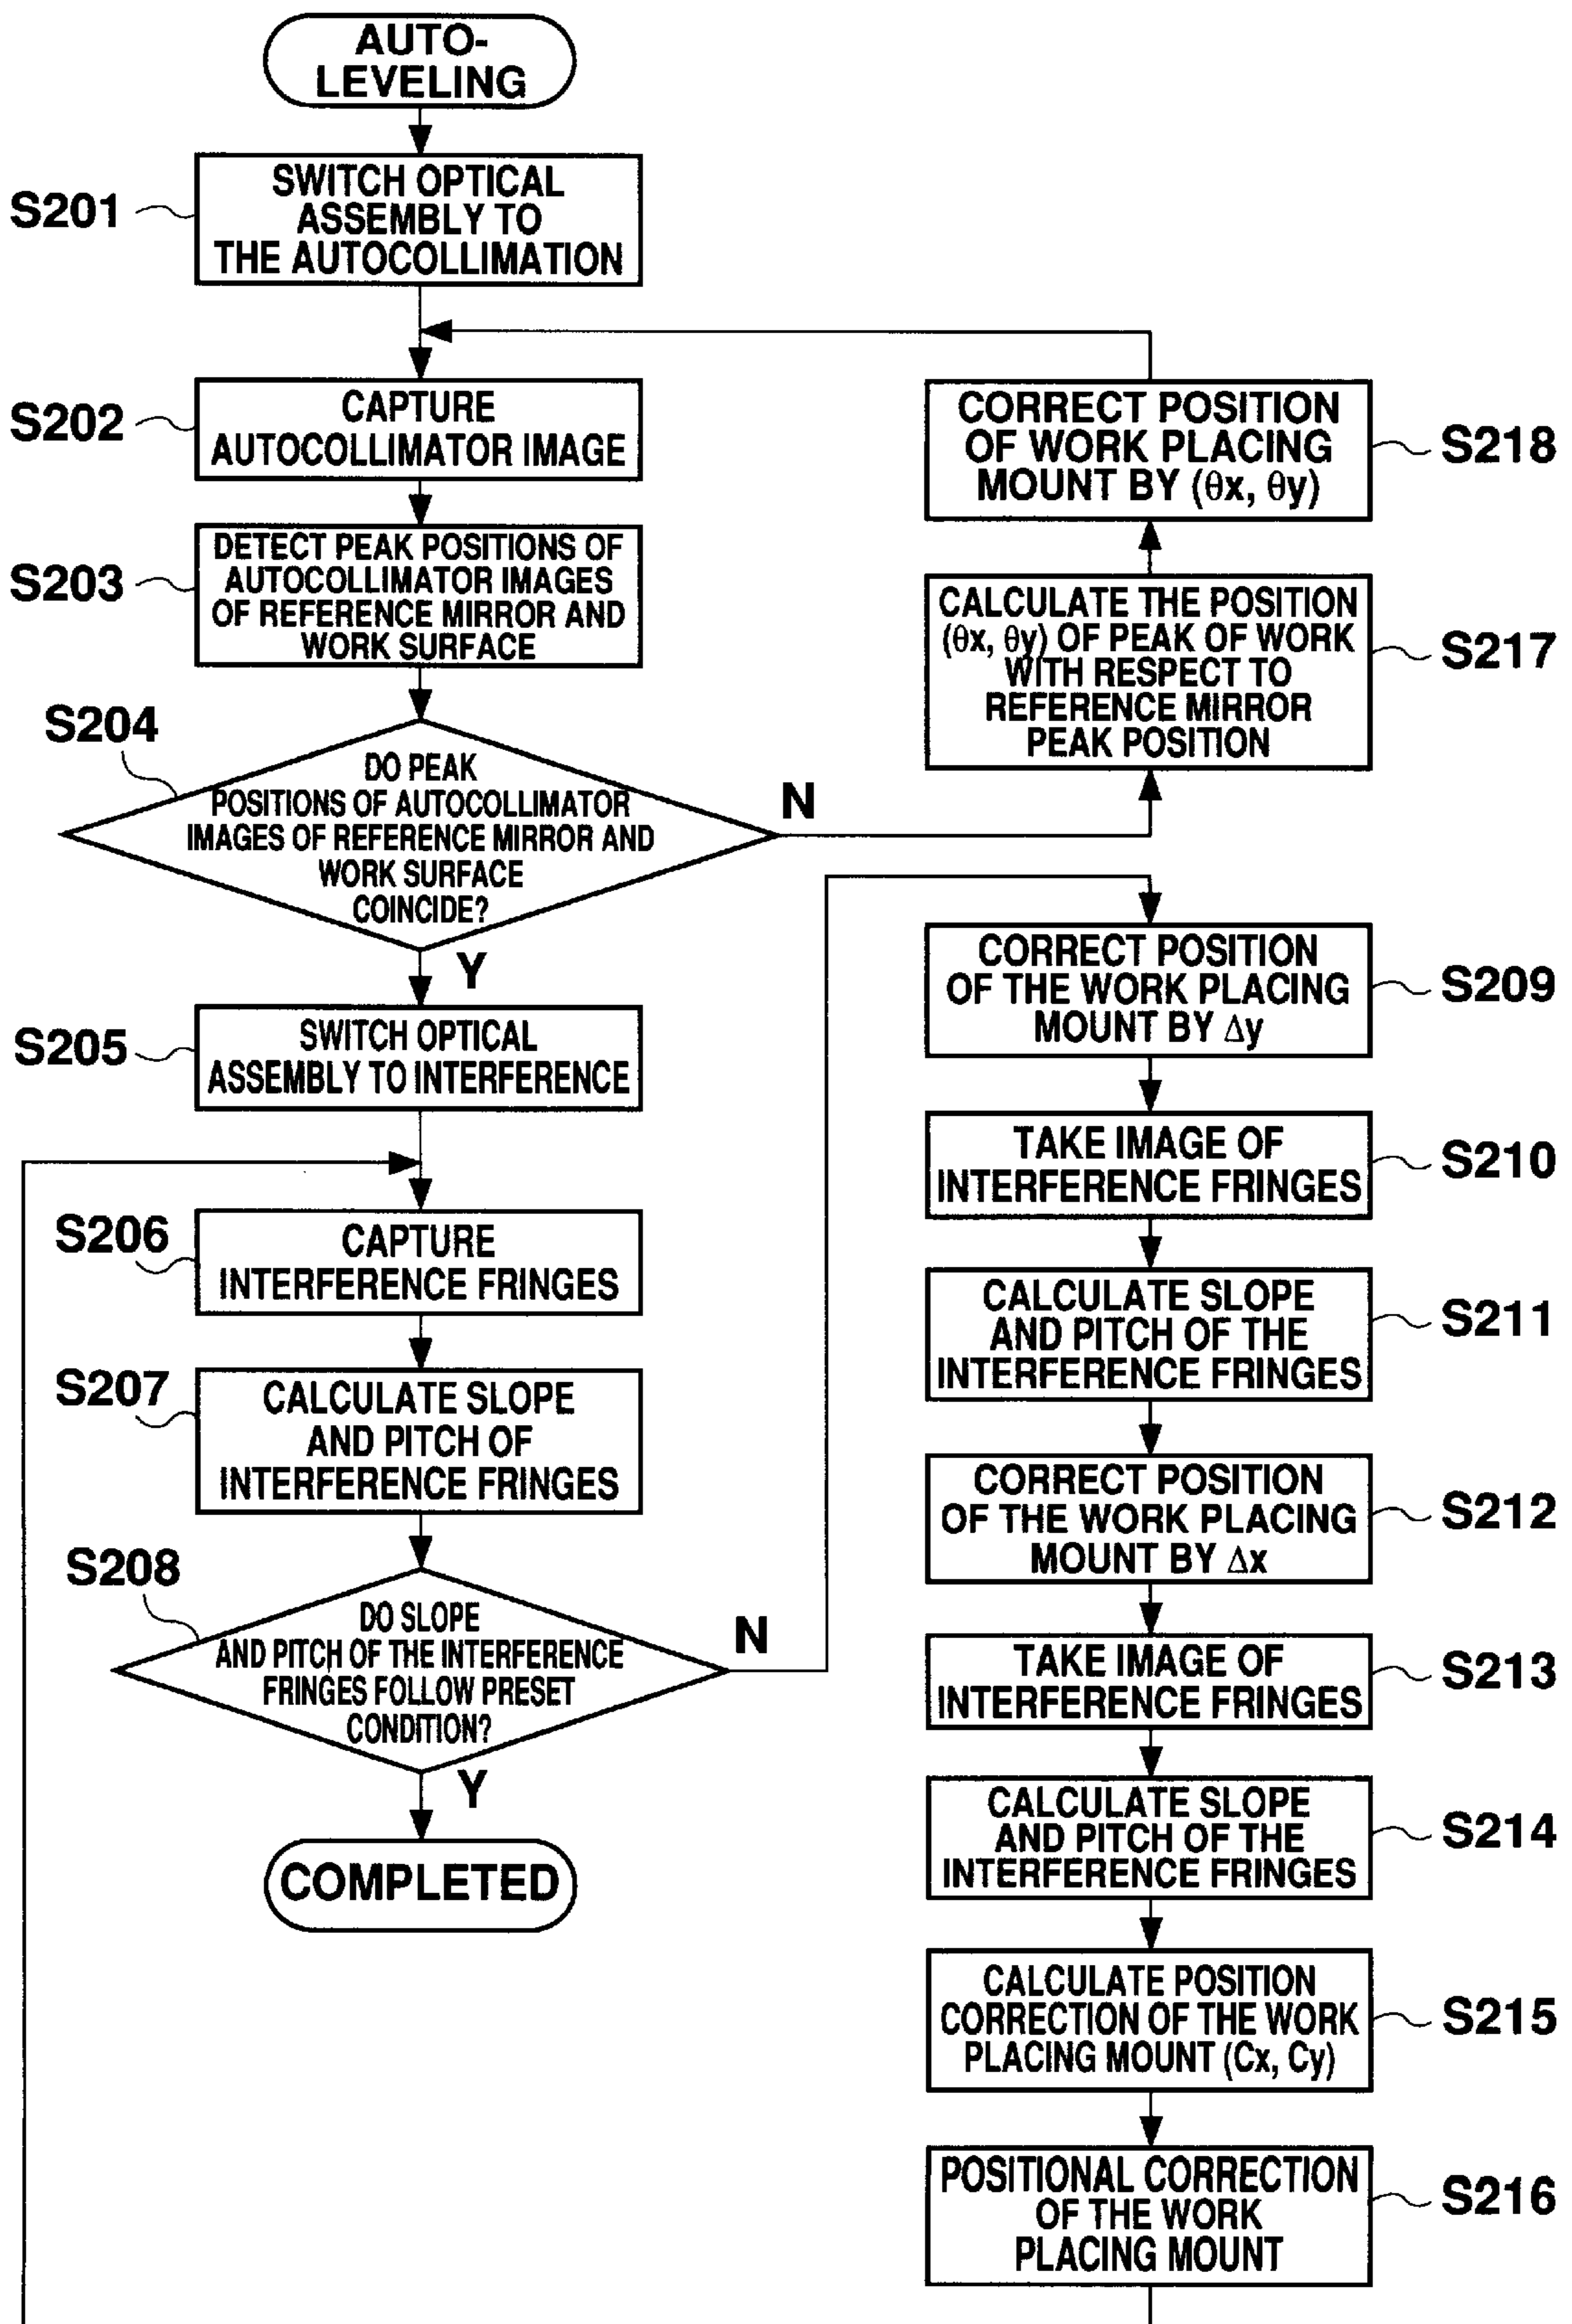 AUTO-
LEVELING
S201
SWITCH OPTICAL
ASSEMBLY TO
THE AUTOCOLLIMATION
S202
CAPTURE
AUTOCOLLIMATOR IMAGE
S203
DETECT PEAK POSITIONS OF
AUTOCOLLIMATOR IMAGES
OF REFERENCE MIRROR AND
WORK SURFACE
S204
DO PEAK
POSITIONS OF AUTOCOLLIMATOR
IMAGES OF REFERENCE MIRROR AND
WORK SURFACE
COINCIDE?
N
Y
S205
SWITCH OPTICAL
ASSEMBLY TO INTERFERENCE
S206
CAPTURE
INTERFERENCE FRINGES
S207
CALCULATE SLOPE
AND PITCH OF
INTERFERENCE FRINGES
S208
DO SLOPE
AND PITCH OF THE INTERFERENCE
FRINGES FOLLOW PRESET
CONDITION?
N
Y
COMPLETED
CORRECT POSITION
OF WORK PLACING
MOUNT BY (θx, θy)
S218
CALCULATE THE POSITION
(θx, θy) OF PEAK OF WORK
WITH RESPECT TO
REFERENCE MIRROR
PEAK POSITION
S217
CORRECT POSITION
OF THE WORK PLACING
MOUNT BY Δy
S209
TAKE IMAGE OF
INTERFERENCE FRINGES
S210
CALCULATE SLOPE
AND PITCH OF THE
INTERFERENCE FRINGES
S211
CORRECT POSITION
OF THE WORK PLACING
MOUNT BY Δx
S212
TAKE IMAGE OF
INTERFERENCE FRINGES
S213
CALCULATE SLOPE
AND PITCH OF THE
INTERFERENCE FRINGES
S214
CALCULATE POSITION
CORRECTION OF THE WORK
PLACING MOUNT (Cx, Cy)
S215
POSITIONAL CORRECTION
OF THE WORK
PLACING MOUNT
S216